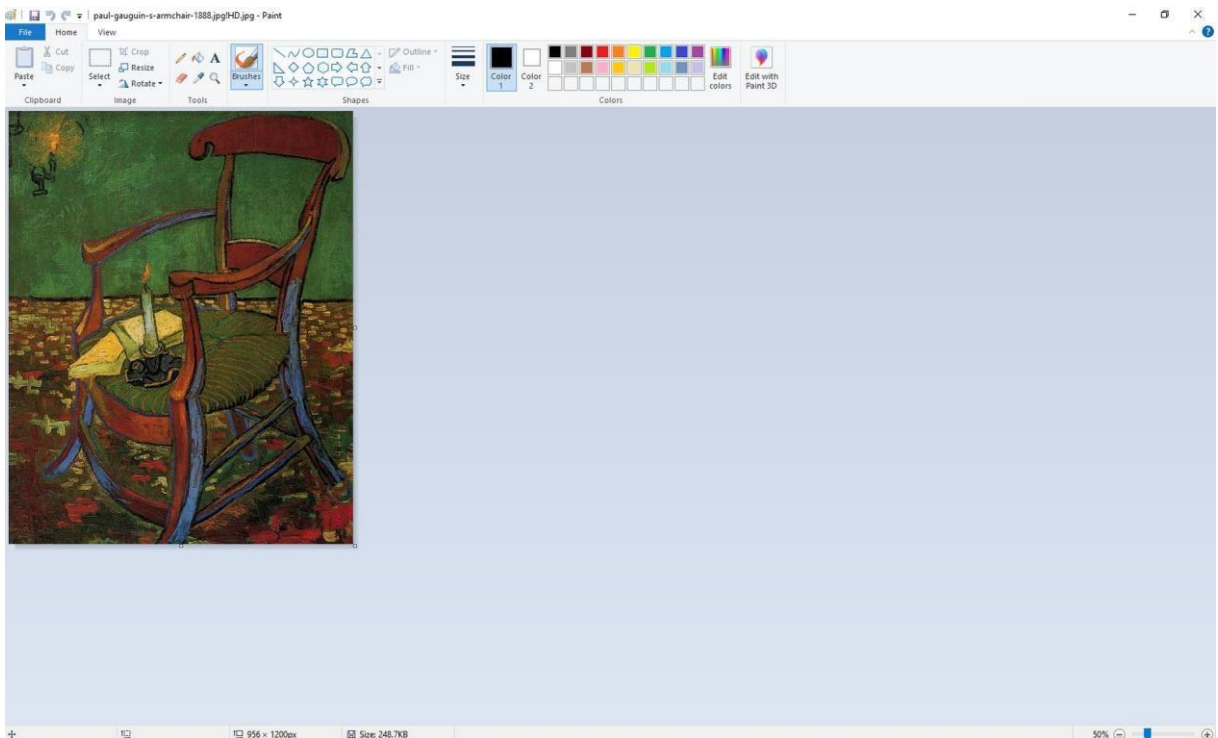 paul-gauguin-s-armchair-1888.jpg!HD.jpg - Paint
File Home View
Paste
Cut
Copy
Clipboard
Select
Crop
Resize
Rotate
Image
A
Tools
Brushes
Outline
Fill
Shapes
Size
Color 1
Color 2
Edit colors
Colors
Edit with Paint 3D
956 × 1200px
Size: 248.7KB
50%